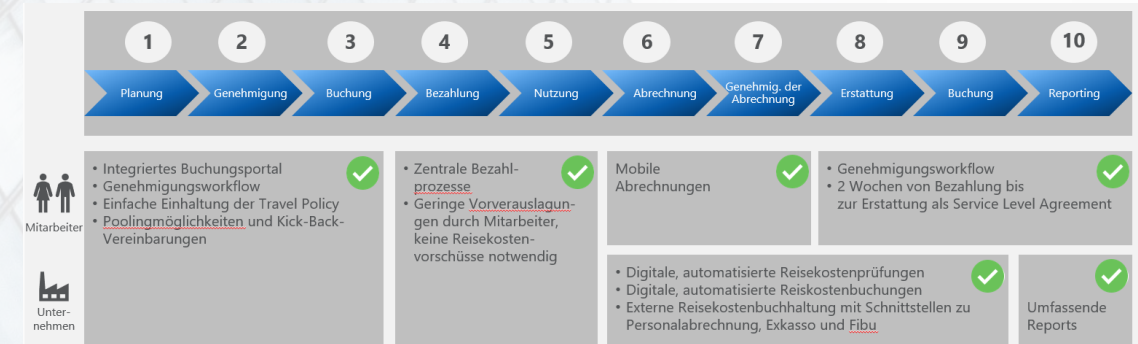 1 2 3 4 5 6 7 8 9 10
Planung Genehmigung Buchung Bezahlung Nutzung Abrechnung Genehmig. der Abrechnung Erstattung Buchung Reporting
Mitarbeiter
• Integriertes Buchungsportal
• Genehmigungsworkflow
• Einfache Einhaltung der Travel Policy
• Poolingmöglichkeiten und Kick-Back-
Vereinbarungen
• Zentrale Bezahl-
prozesse
• Geringe Vorverauslagun-
gen durch Mitarbeiter,
keine Reisekosten-
vorschüsse notwendig
Mobile
Abrechnungen
• Genehmigungsworkflow
• 2 Wochen von Bezahlung bis
zur Erstattung als Service Level Agreement
Unter-
nehmen
• Digitale, automatisierte Reisekostenprüfungen
• Digitale, automatisierte Reiskostenbuchungen
• Externe Reisekostenbuchhaltung mit Schnittstellen zu
Personalabrechnung, Exkasso und Fibu
Umfassende
Reports